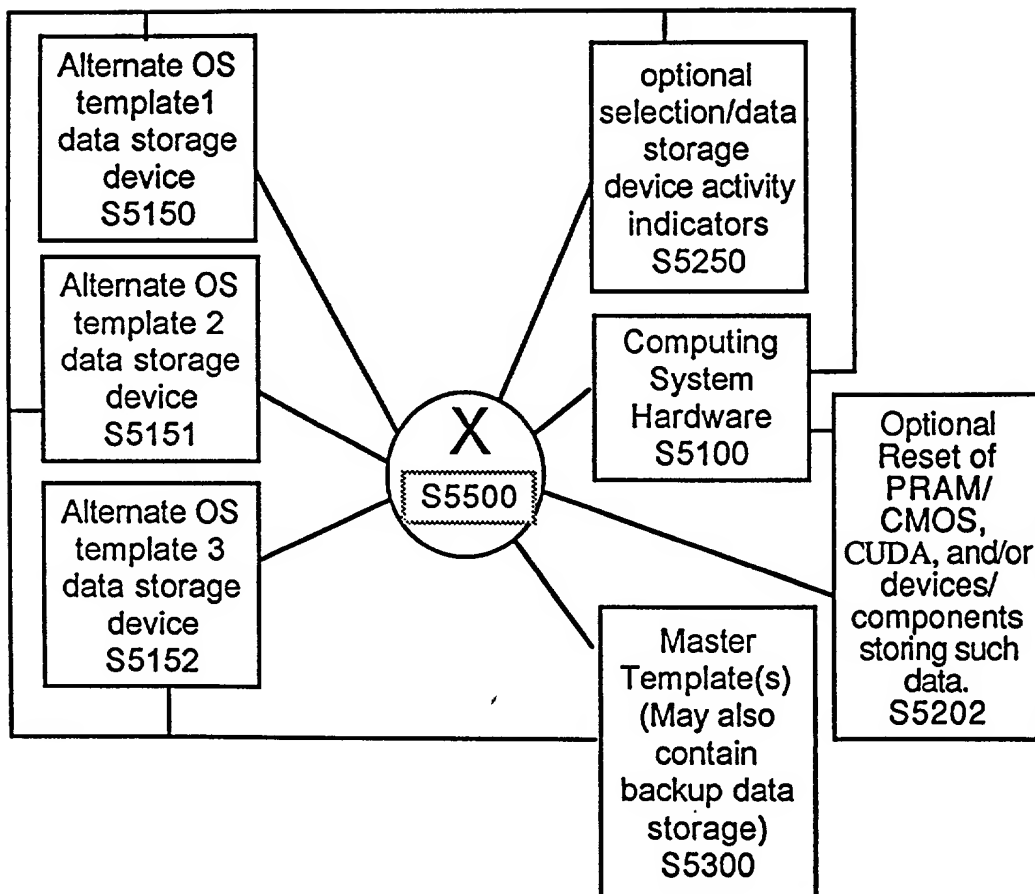 Alternate OS
template1
data storage
device
S5150
optional
selection/data
storage
device activity
indicators
S5250
Alternate OS
template 2
data storage
device
S5151
Computing
System
Hardware
S5100
X
S5500
Optional
Reset of
PRAM/
CMOS,
CUDA, and/or
devices/
components
storing such
data.
S5202
Alternate OS
template 3
data storage
device
S5152
Master
Template(s)
(May also
contain
backup data
storage)
S5300